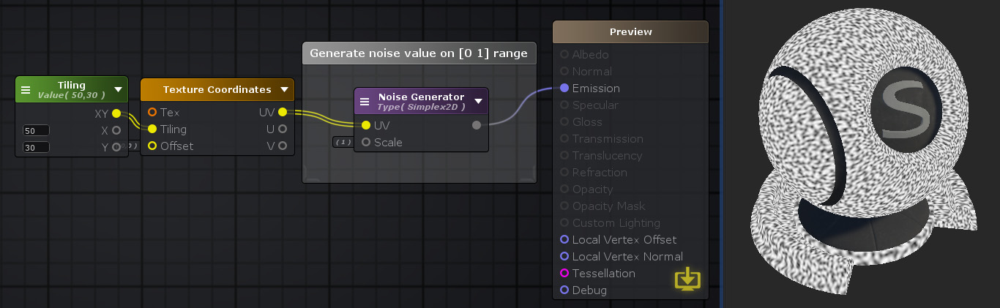 Tiling
Value( 50,30 )
XY
50
X
30
Y
Texture Coordinates
Tex
UV
Tiling
U
Offset
V
Generate noise value on [0 1] range
Noise Generator
Type( Simplex2D )
UV
( 1 )
Scale
Preview
Albedo
Normal
Emission
Specular
Gloss
Transmission
Translucency
Refraction
Opacity
Opacity Mask
Custom Lighting
Local Vertex Offset
Local Vertex Normal
Tessellation
Debug
S